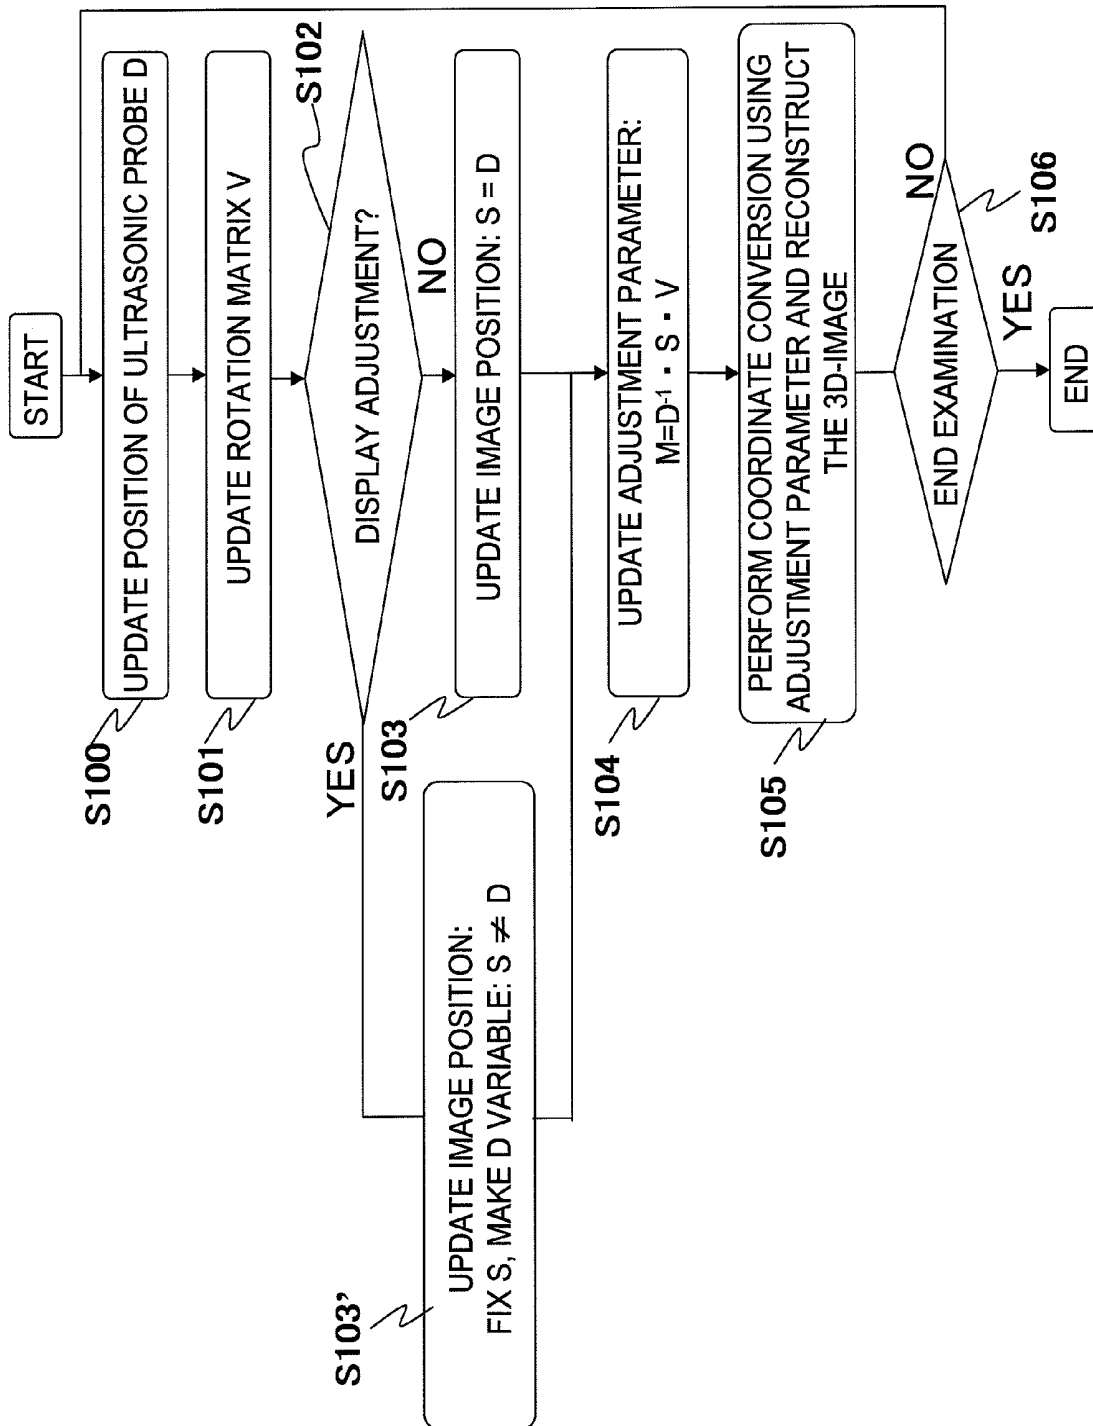 START
UPDATE POSITION OF ULTRASONIC PROBE D
S100
UPDATE ROTATION MATRIX V
S101
DISPLAY ADJUSTMENT?
S102
YES
NO
UPDATE IMAGE POSITION: S = D
S103
UPDATE IMAGE POSITION:
FIX S, MAKE D VARIABLE: S ≠ D
S103’
UPDATE ADJUSTMENT PARAMETER:
M=D⁻¹ ▪ S ▪ V
S104
PERFORM COORDINATE CONVERSION USING
ADJUSTMENT PARAMETER AND RECONSTRUCT
THE 3D-IMAGE
S105
END EXAMINATION
NO
S106
YES
END